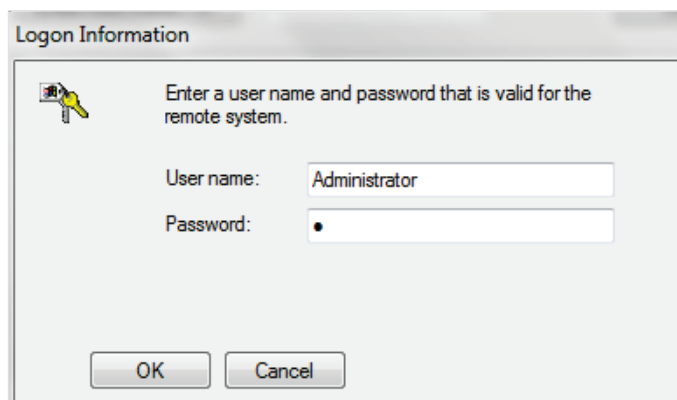 Logon Information
Enter a user name and password that is valid for the
remote system.
User name: Administrator
Password: ●
OK Cancel